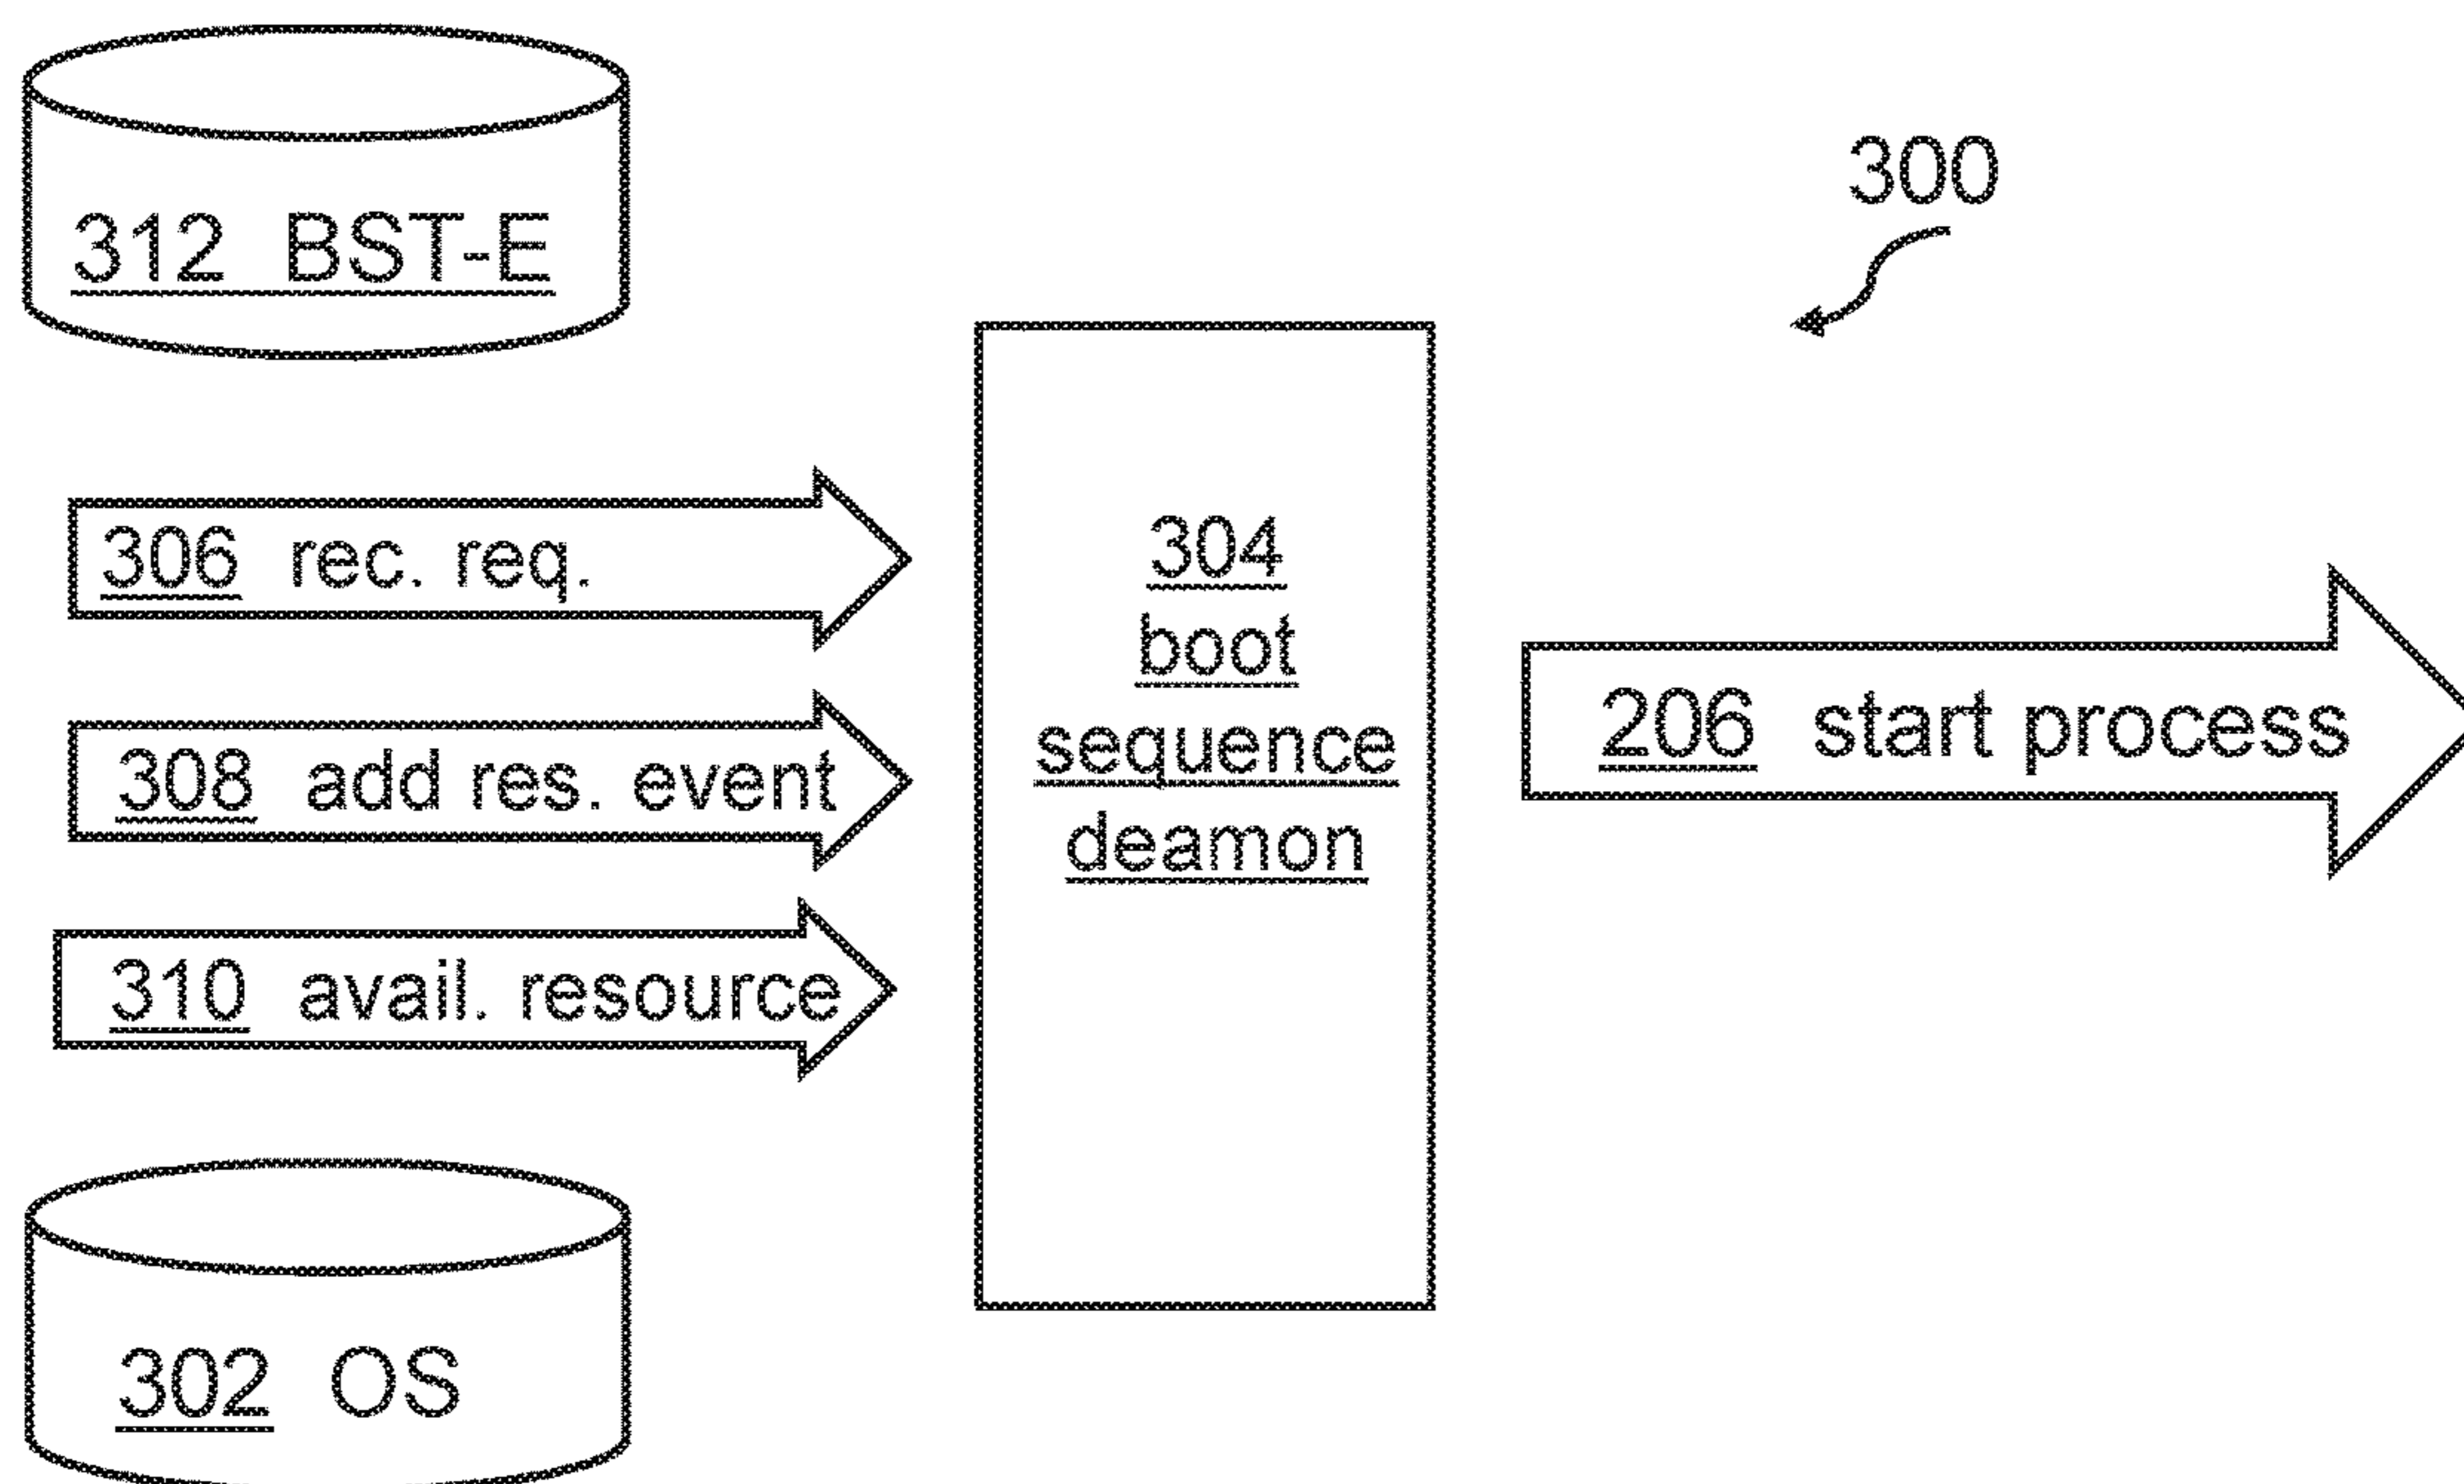 312 BST-E
300
306 rec. req.
308 add res. event
310 avail. resource
304
boot
sequence
deamon
206 start process
302 OS